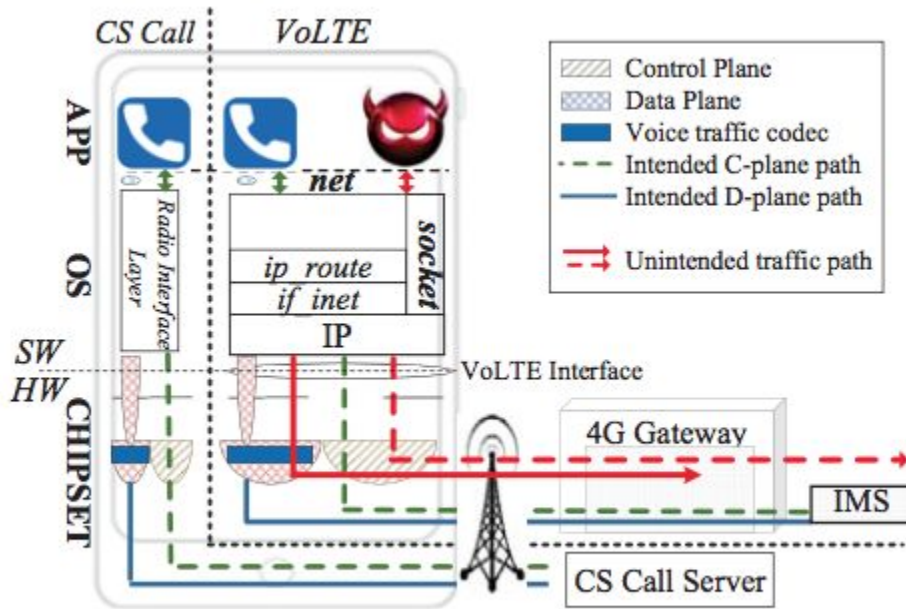 CS Call
VoLTE
APP
OS
SW
HW
CHIPSET
net
Radio Interface
Layer
socket
ip_route
if_inet
IP
VoLTE Interface
4G Gateway
IMS
CS Call Server
Control Plane
Data Plane
Voice traffic codec
Intended C-plane path
Intended D-plane path
Unintended traffic path